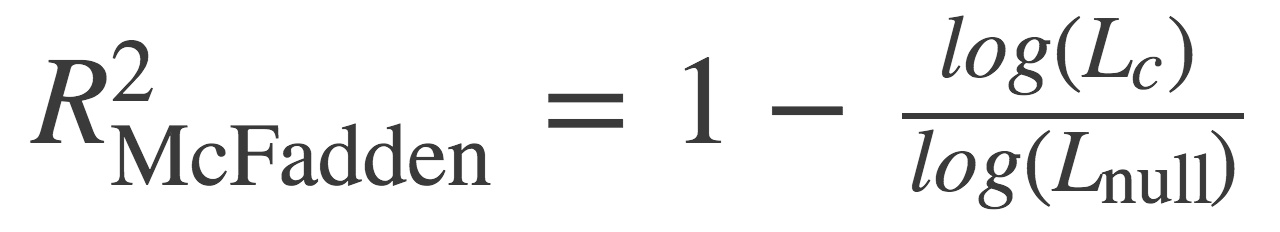 R²McFadden = 1 − log(Lc) / log(Lnull)